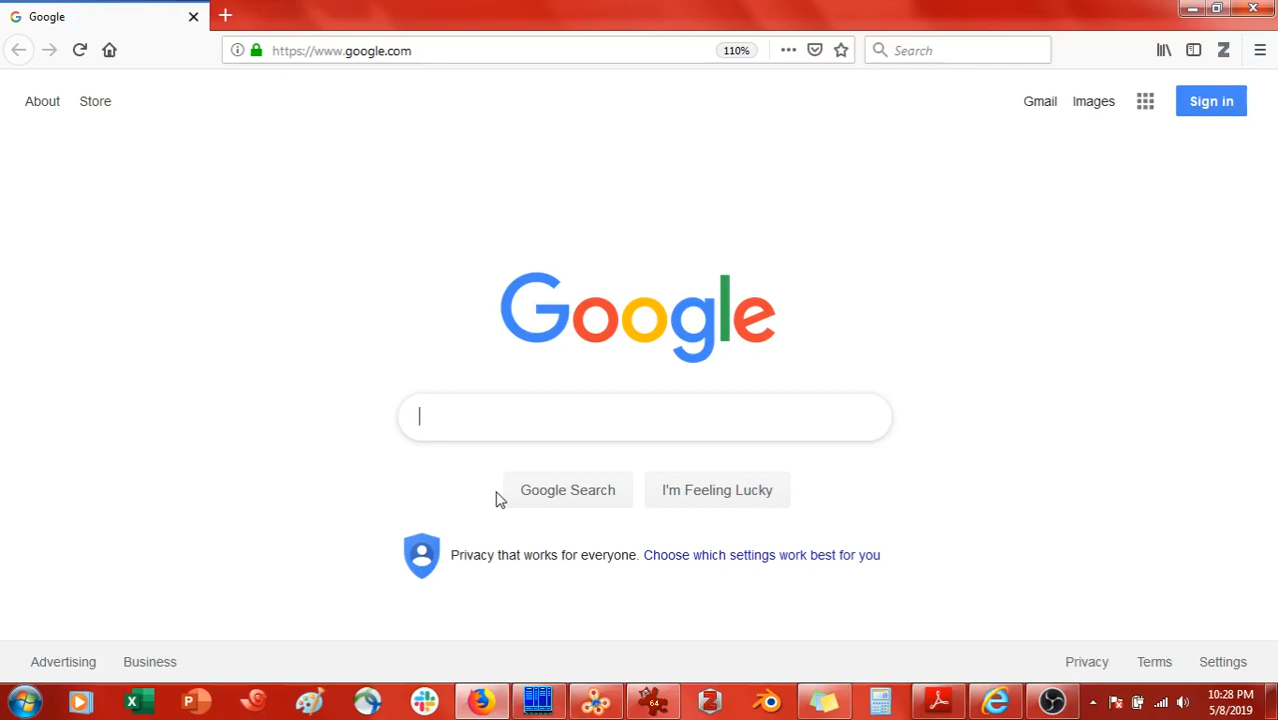 Google
https://www.google.com
110%
Search
About
Store
Gmail
Images
Sign in
Google
Google Search
I'm Feeling Lucky
Privacy that works for everyone. Choose which settings work best for you
Advertising
Business
Privacy
Terms
Settings
64
10:28 PM
5/8/2019